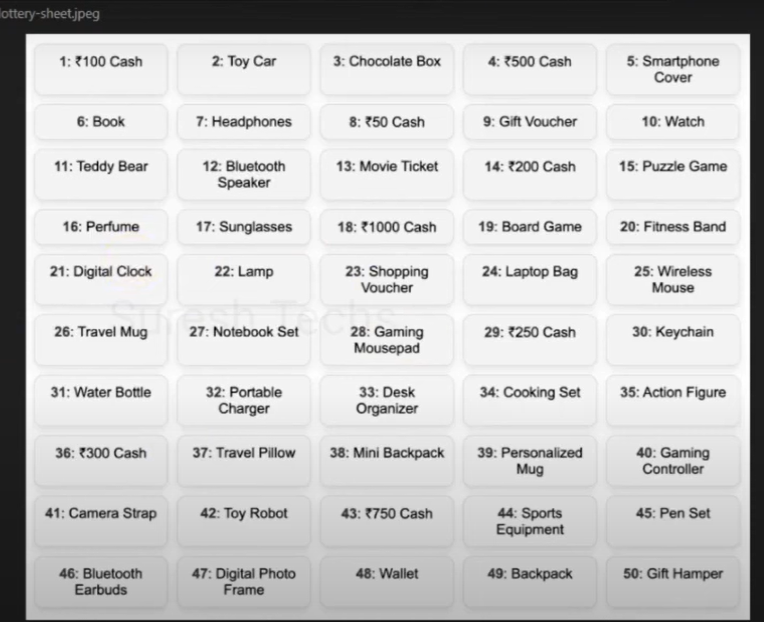 lottery-sheet.jpeg
1: ₹100 Cash
2: Toy Car
3: Chocolate Box
4: ₹500 Cash
5: Smartphone
Cover
6: Book
7: Headphones
8: ₹50 Cash
9: Gift Voucher
10: Watch
11: Teddy Bear
12: Bluetooth
Speaker
13: Movie Ticket
14: ₹200 Cash
15: Puzzle Game
16: Perfume
17: Sunglasses
18: ₹1000 Cash
19: Board Game
20: Fitness Band
21: Digital Clock
22: Lamp
23: Shopping
Voucher
24: Laptop Bag
25: Wireless
Mouse
Suresh Techs
26: Travel Mug
27: Notebook Set
28: Gaming
Mousepad
29: ₹250 Cash
30: Keychain
31: Water Bottle
32: Portable
Charger
33: Desk
Organizer
34: Cooking Set
35: Action Figure
36: ₹300 Cash
37: Travel Pillow
38: Mini Backpack
39: Personalized
Mug
40: Gaming
Controller
41: Camera Strap
42: Toy Robot
43: ₹750 Cash
44: Sports
Equipment
45: Pen Set
46: Bluetooth
Earbuds
47: Digital Photo
Frame
48: Wallet
49: Backpack
50: Gift Hamper